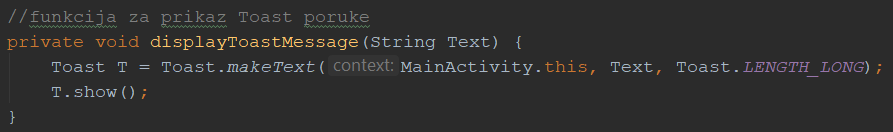 //funkcija za prikaz Toast poruke
private void displayToastMessage(String Text) {
    Toast T = Toast.makeText( context: MainActivity.this, Text, Toast.LENGTH_LONG);
    T.show();
}